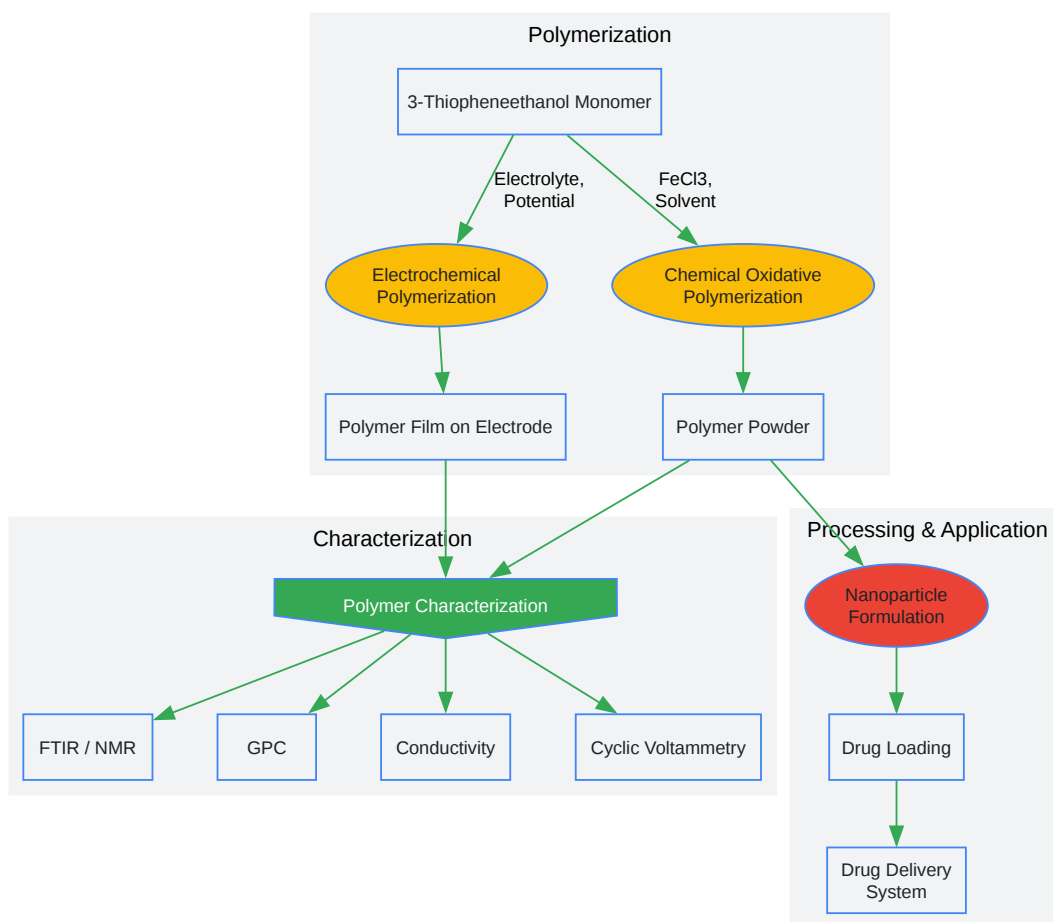 Polymerization
3-Thiopheneethanol Monomer
Electrolyte,
Potential
FeCl3,
Solvent
Electrochemical
Polymerization
Chemical Oxidative
Polymerization
Polymer Film on Electrode
Polymer Powder
Characterization
Processing & Application
Polymer Characterization
Nanoparticle
Formulation
FTIR / NMR
GPC
Conductivity
Cyclic Voltammetry
Drug Loading
Drug Delivery
System